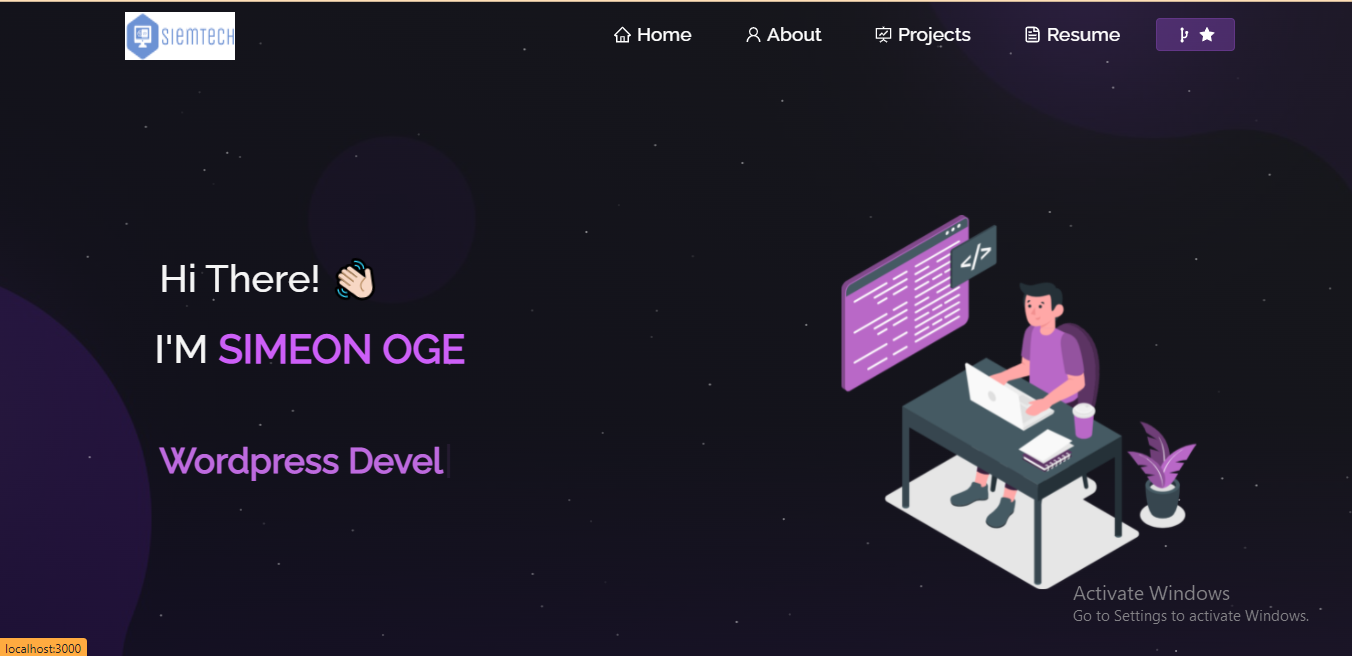 SIEMTECH
Home
About
Projects
Resume
</>
Hi There! 👋🏻
I'M SIMEON OGE
Wordpress Devel
Activate Windows
Go to Settings to activate Windows.
localhost:3000